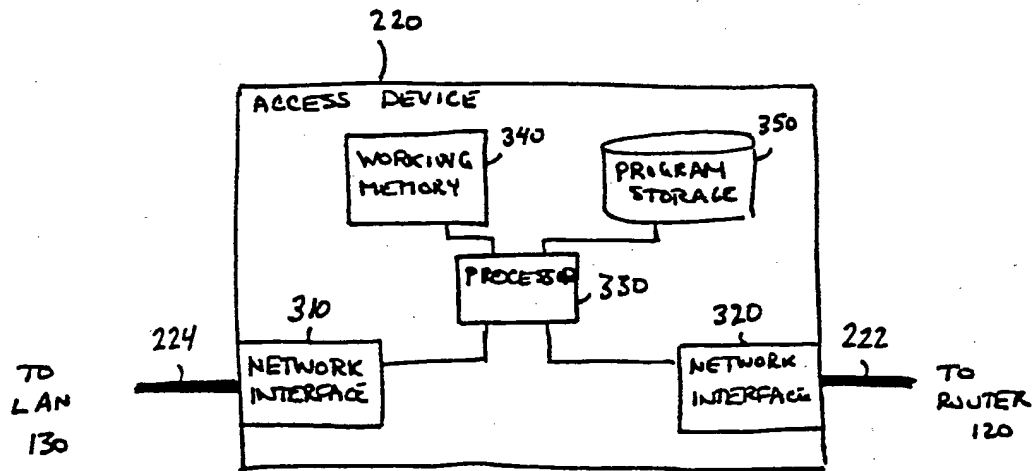 220
ACCESS DEVICE
340
350
WORKING
MEMORY
PROGRAM
STORAGE
PROCESSOR
330
310
320
224
222
NETWORK
INTERFACE
NETWORK
INTERFACE
TO
LAN
130
TO
ROUTER
120